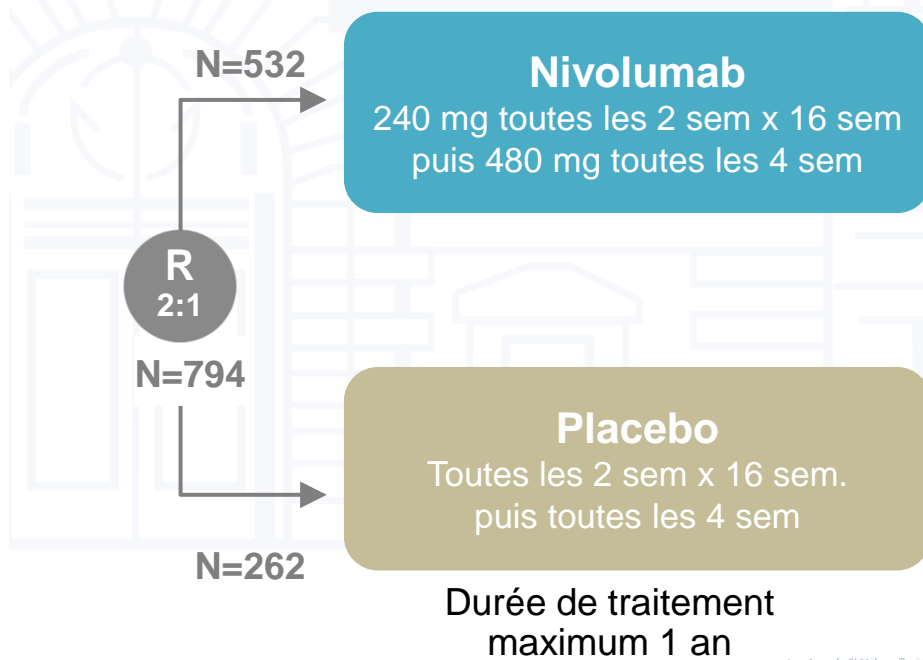 N=532
Nivolumab
240 mg toutes les 2 sem x 16 sem
puis 480 mg toutes les 4 sem
R
2:1
N=794
Placebo
Toutes les 2 sem x 16 sem.
puis toutes les 4 sem
N=262
Durée de traitement
maximum 1 an